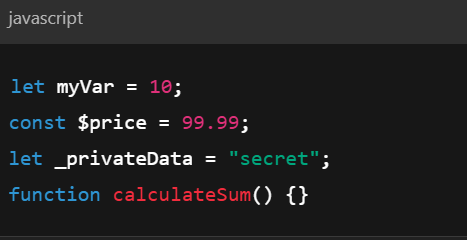 javascript
let myVar = 10;
const $price = 99.99;
let _privateData = "secret";
function calculateSum() {}